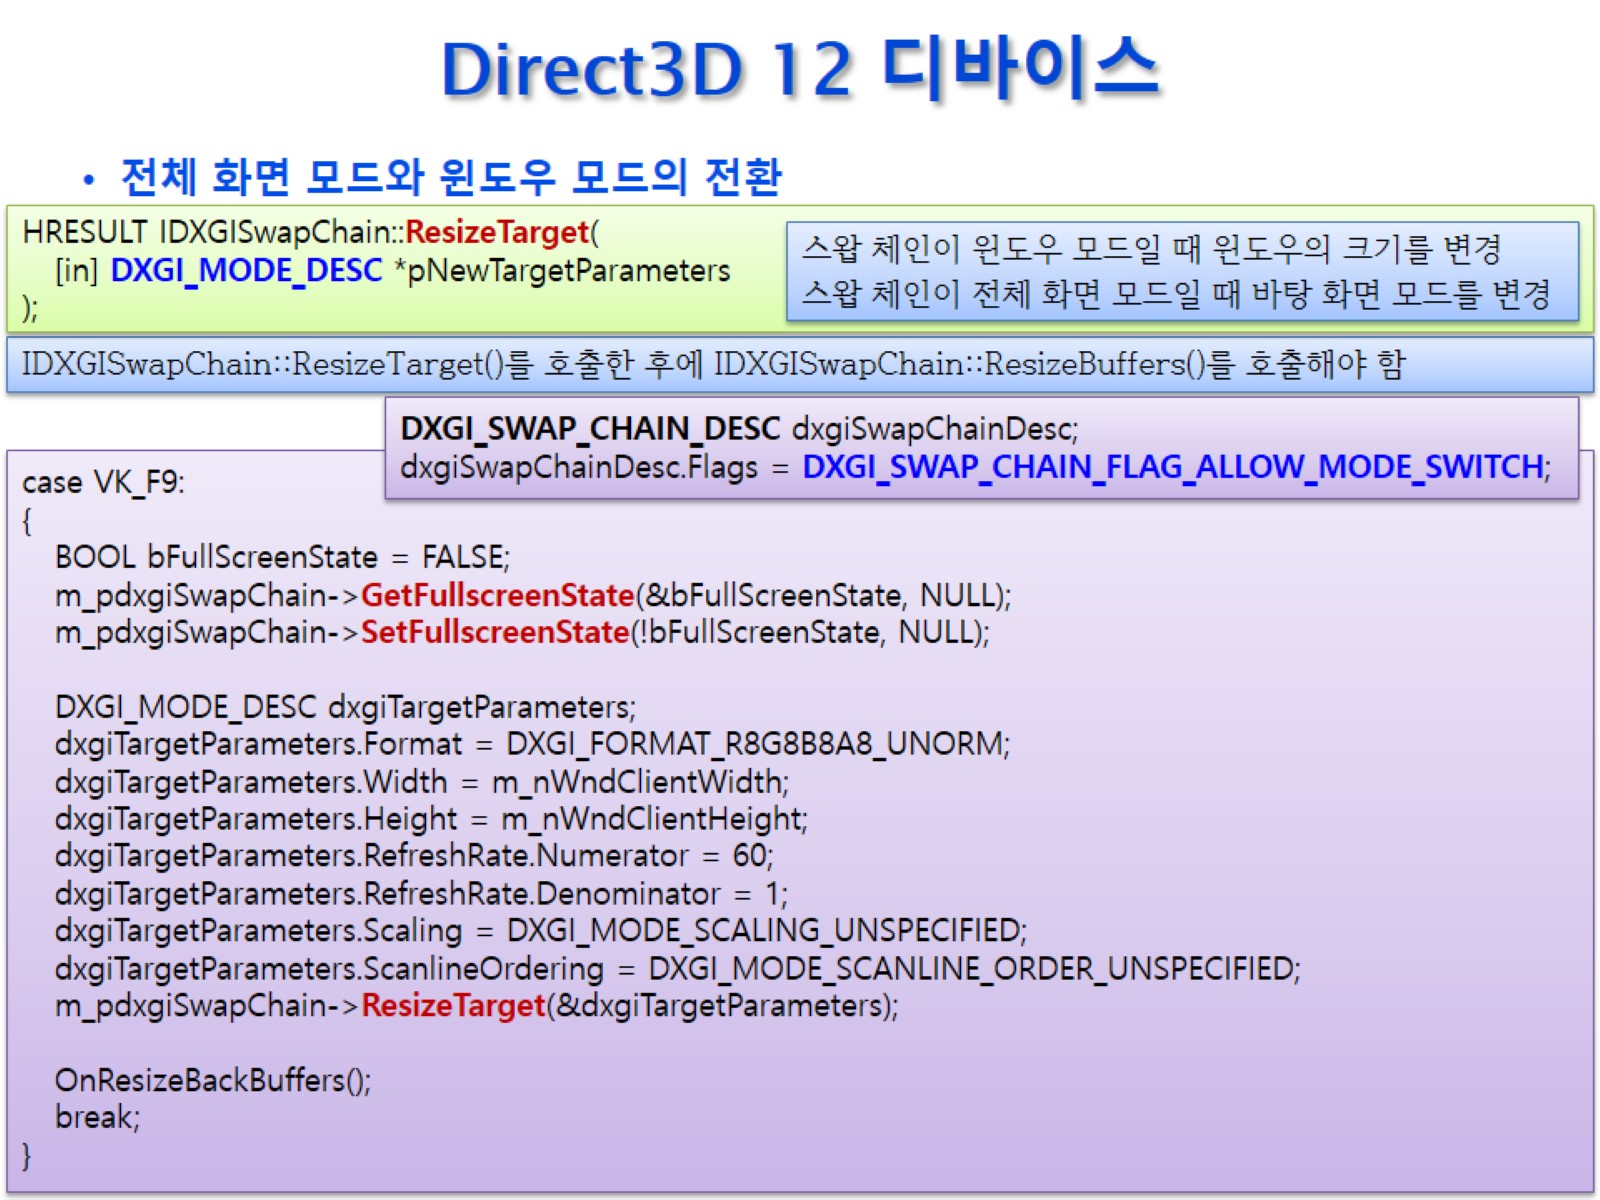 Direct3D 12 디바이스
• 전체 화면 모드와 윈도우 모드의 전환
HRESULT IDXGISwapChain::ResizeTarget(
[in] DXGI_MODE_DESC *pNewTargetParameters
);
스왑 체인이 윈도우 모드일 때 윈도우의 크기를 변경
스왑 체인이 전체 화면 모드일 때 바탕 화면 모드를 변경
IDXGISwapChain::ResizeTarget()를 호출한 후에 IDXGISwapChain::ResizeBuffers()를 호출해야 함
DXGI_SWAP_CHAIN_DESC dxgiSwapChainDesc;
dxgiSwapChainDesc.Flags = DXGI_SWAP_CHAIN_FLAG_ALLOW_MODE_SWITCH;
case VK_F9:
{
BOOL bFullScreenState = FALSE;
m_pdxgiSwapChain->GetFullscreenState(&bFullScreenState, NULL);
m_pdxgiSwapChain->SetFullscreenState(!bFullScreenState, NULL);
DXGI_MODE_DESC dxgiTargetParameters;
dxgiTargetParameters.Format = DXGI_FORMAT_R8G8B8A8_UNORM;
dxgiTargetParameters.Width = m_nWndClientWidth;
dxgiTargetParameters.Height = m_nWndClientHeight;
dxgiTargetParameters.RefreshRate.Numerator = 60;
dxgiTargetParameters.RefreshRate.Denominator = 1;
dxgiTargetParameters.Scaling = DXGI_MODE_SCALING_UNSPECIFIED;
dxgiTargetParameters.ScanlineOrdering = DXGI_MODE_SCANLINE_ORDER_UNSPECIFIED;
m_pdxgiSwapChain->ResizeTarget(&dxgiTargetParameters);
OnResizeBackBuffers();
break;
}